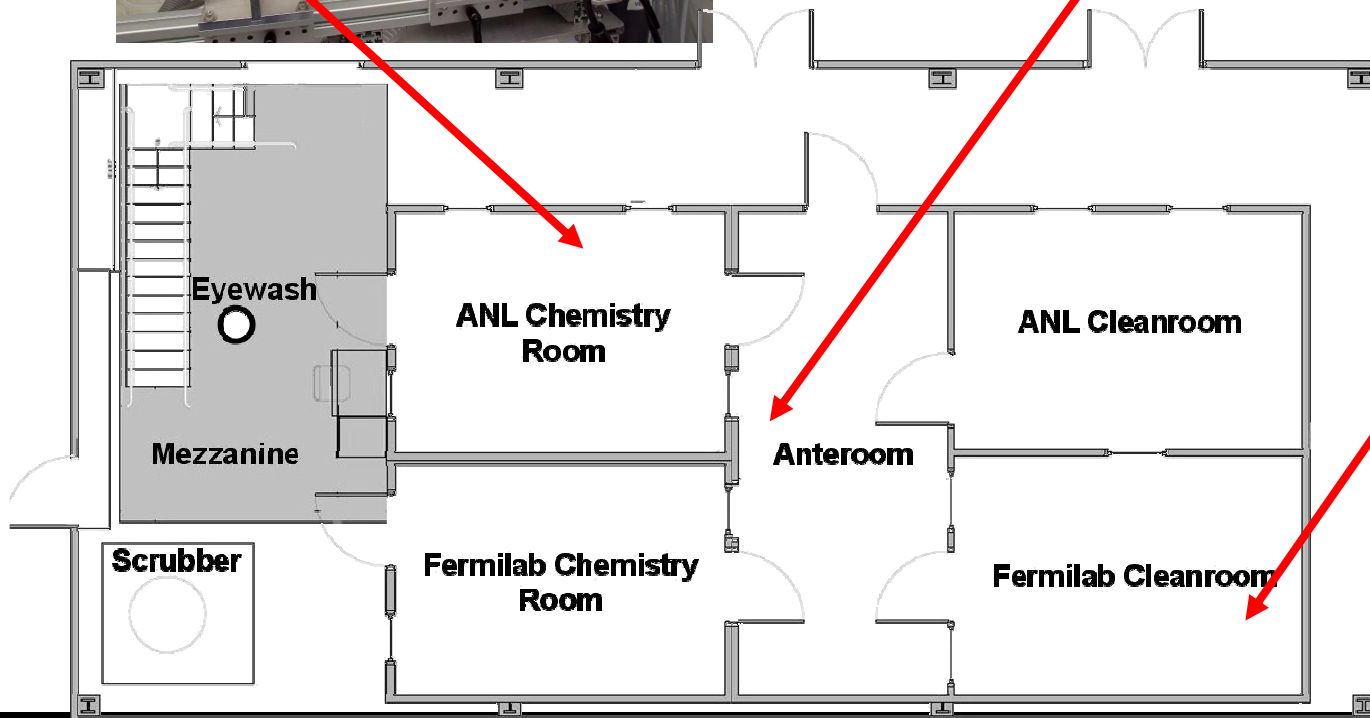 Eyewash
ANL Chemistry
Room
ANL Cleanroom
Mezzanine
Anteroom
Scrubber
Fermilab Chemistry
Room
Fermilab Cleanroom